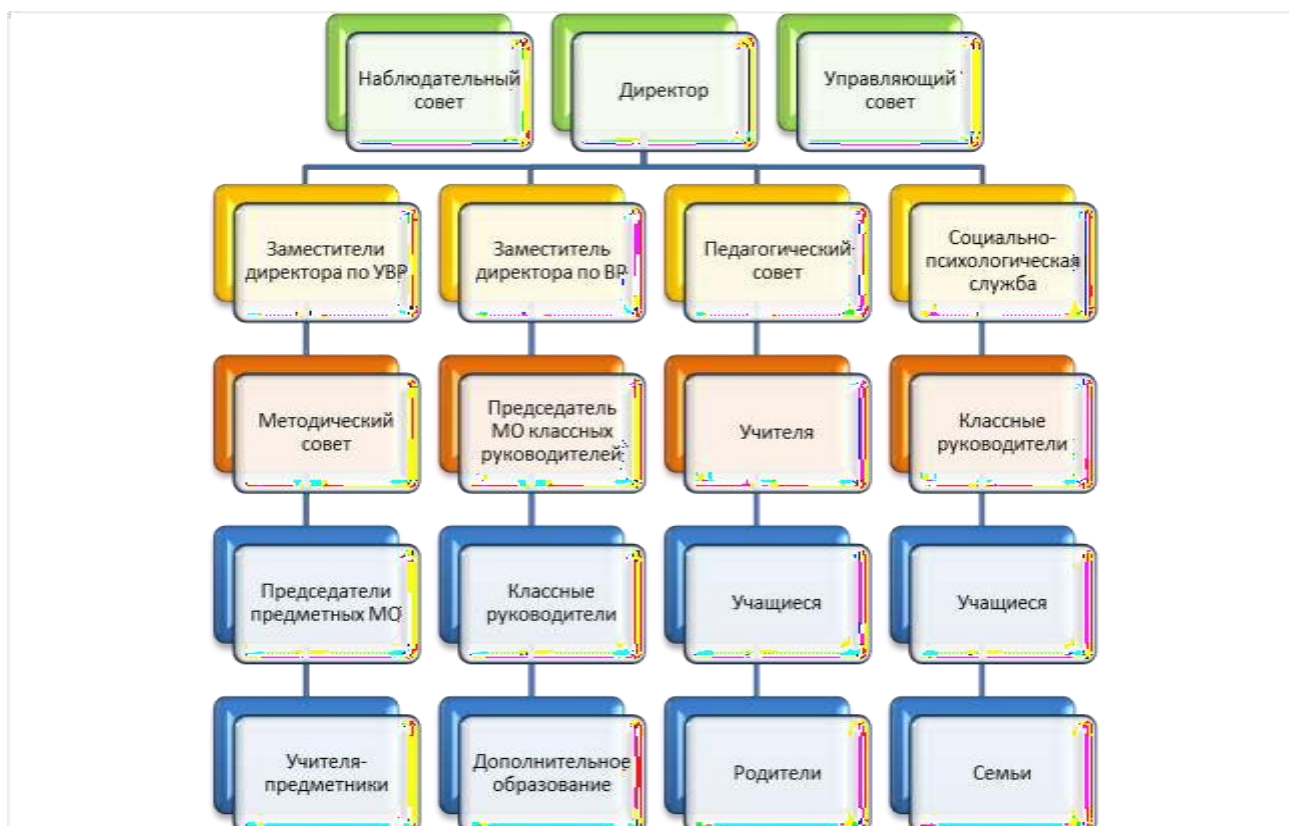 Наблюдательный
совет
Директор
Управляющий
совет
Заместители
директора по УВР
Заместитель
директора по ВР
Педагогический
совет
Социально-
психологическая
служба
Методический
совет
Председатель
МО классных
руководителей
Учителя
Классные
руководители
Председатели
предметных МО
Классные
руководители
Учащиеся
Учащиеся
Учителя-
предметники
Дополнительное
образование
Родители
Семьи